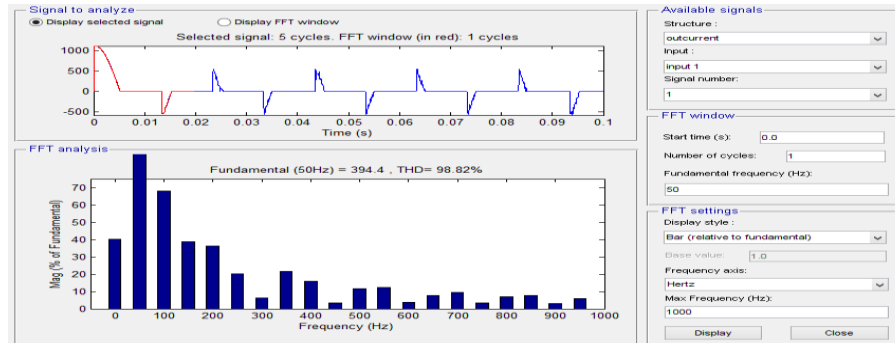 Signal to analyze
Display selected signal
Display FFT window
Selected signal: 5 cycles. FFT window (in red): 1 cycles
1000
500
0
-500
0 0.01 0.02 0.03 0.04 0.05 0.06 0.07 0.08 0.09 0.1
Time (s)
FFT analysis
Fundamental (50Hz) = 394.4 , THD= 98.82%
Mag (% of Fundamental)
70
60
50
40
30
20
10
0
0 100 200 300 400 500 600 700 800 900 1000
Frequency (Hz)
Available signals
Structure :
outcurrent
Input :
input 1
Signal number:
1
FFT window
Start time (s): 0.0
Number of cycles: 1
Fundamental frequency (Hz):
50
FFT settings
Display style :
Bar (relative to fundamental)
Base value: 1.0
Frequency axis:
Hertz
Max Frequency (Hz):
1000
Display Close